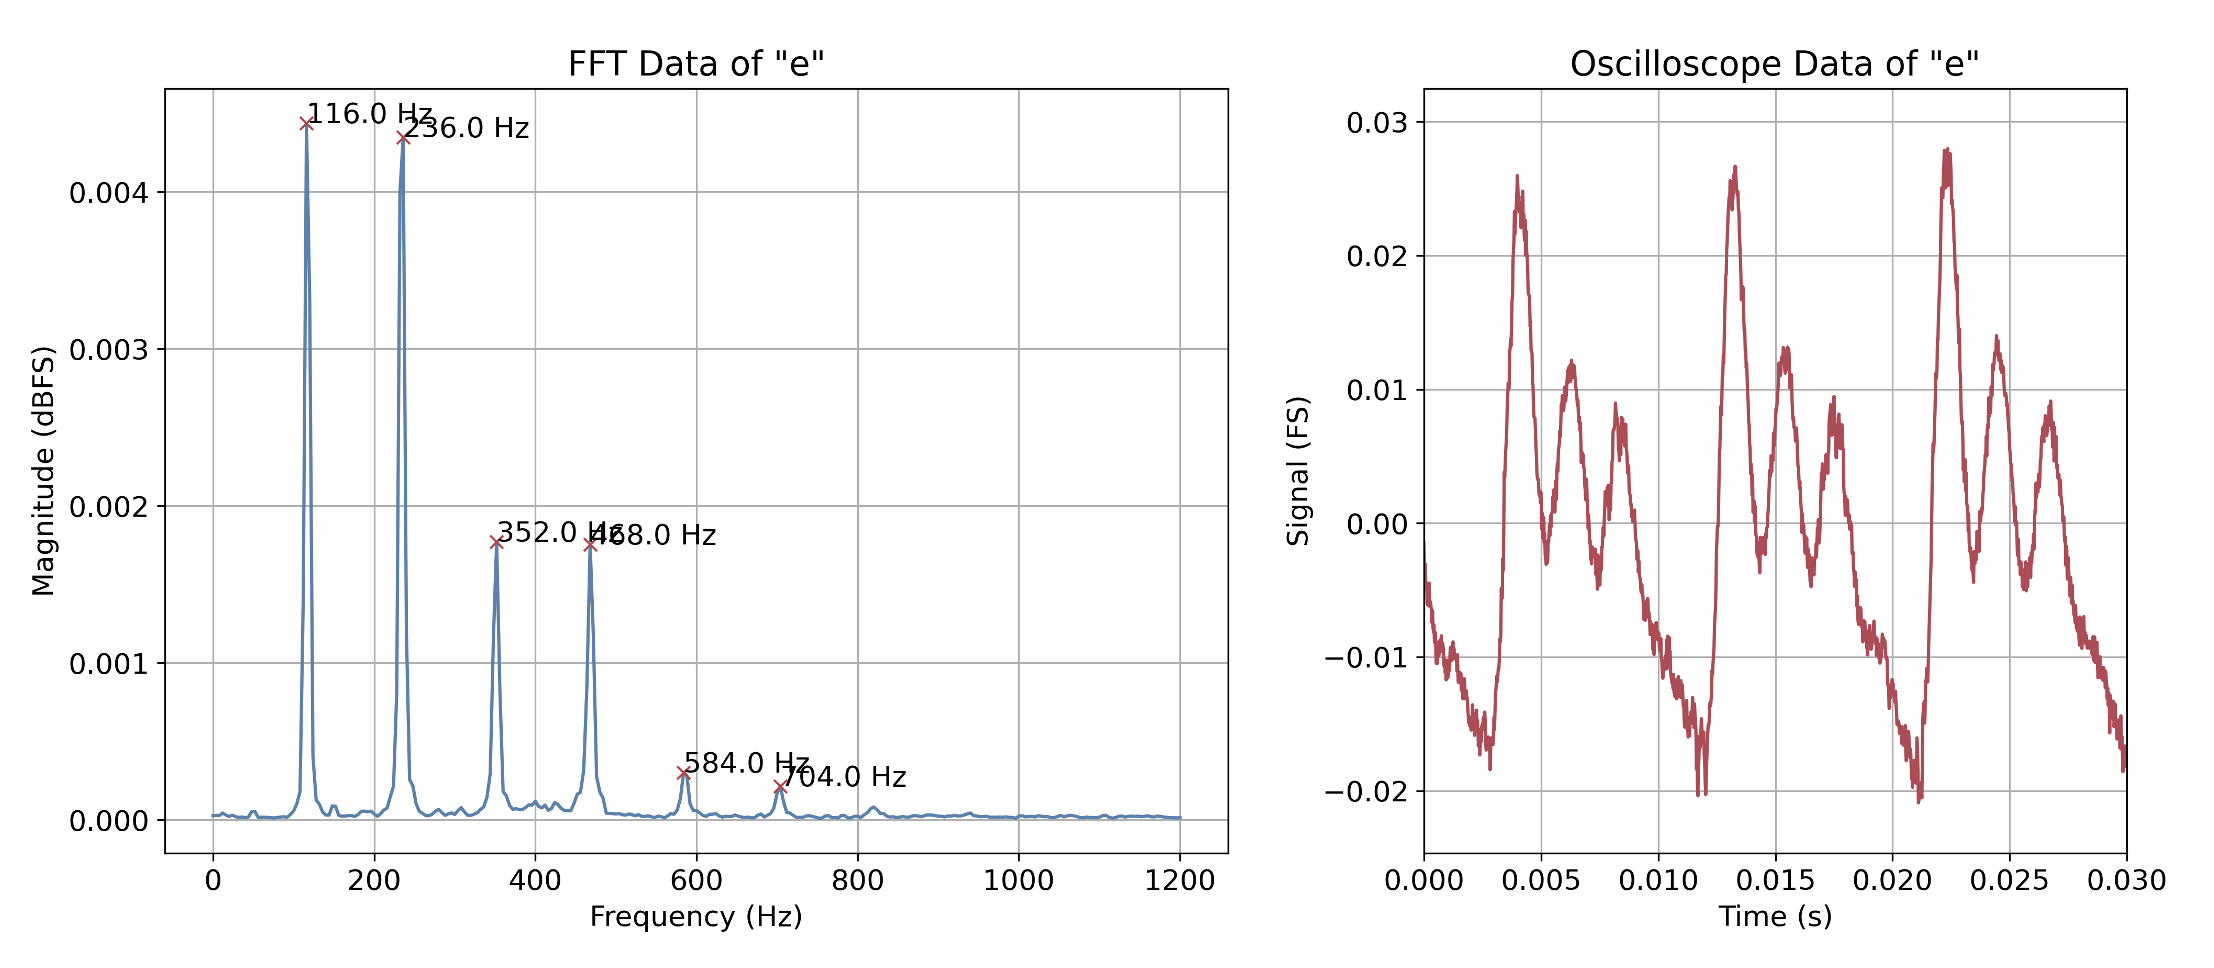 FFT Data of "e"
116.0 Hz
236.0 Hz
352.0 Hz
468.0 Hz
584.0 Hz
704.0 Hz
0.004
0.003
0.002
0.001
0.000
Magnitude (dBFS)
0
200
400
600
800
1000
1200
Frequency (Hz)
Oscilloscope Data of "e"
0.03
0.02
0.01
0.00
−0.01
−0.02
Signal (FS)
0.000
0.005
0.010
0.015
0.020
0.025
0.030
Time (s)